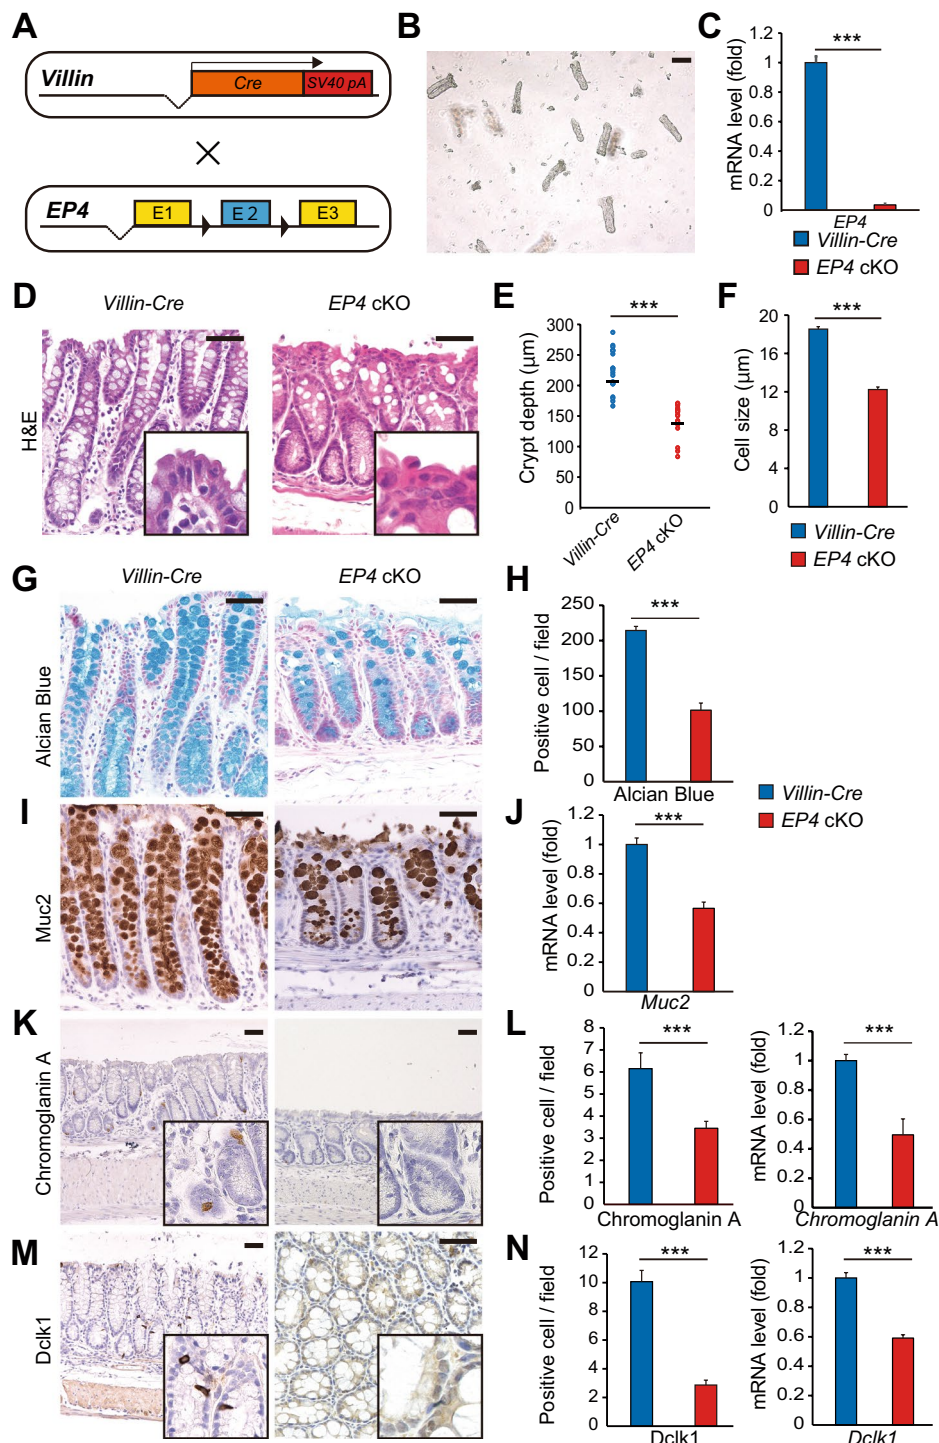 A
Villin
Cre
SV40 pA
×
EP4
E1
E2
E3
B
C
mRNA level (fold)
1.2
1
0.8
0.6
0.4
0.2
0
***
EP4
Villin-Cre
EP4 cKO
D
Villin-Cre
EP4 cKO
H&E
E
Crypt depth (µm)
300
250
200
150
100
50
0
***
Villin-Cre
EP4 cKO
F
Cell size (µm)
20
16
12
8
4
0
***
Villin-Cre
EP4 cKO
G
Villin-Cre
EP4 cKO
Alcian Blue
H
Positive cell / field
250
200
150
100
50
0
***
Alcian Blue
Villin-Cre
EP4 cKO
I
Muc2
J
mRNA level (fold)
1.2
1
0.8
0.6
0.4
0.2
0
***
Muc2
K
Chromoglanin A
L
Positive cell / field
8
7
6
5
4
3
2
1
0
***
Chromoglanin A
mRNA level (fold)
1.2
1
0.8
0.6
0.4
0.2
0
***
Chromoglanin A
M
Dclk1
N
Positive cell / field
12
10
8
6
4
2
0
***
Dclk1
mRNA level (fold)
1.2
1
0.8
0.6
0.4
0.2
0
***
Dclk1